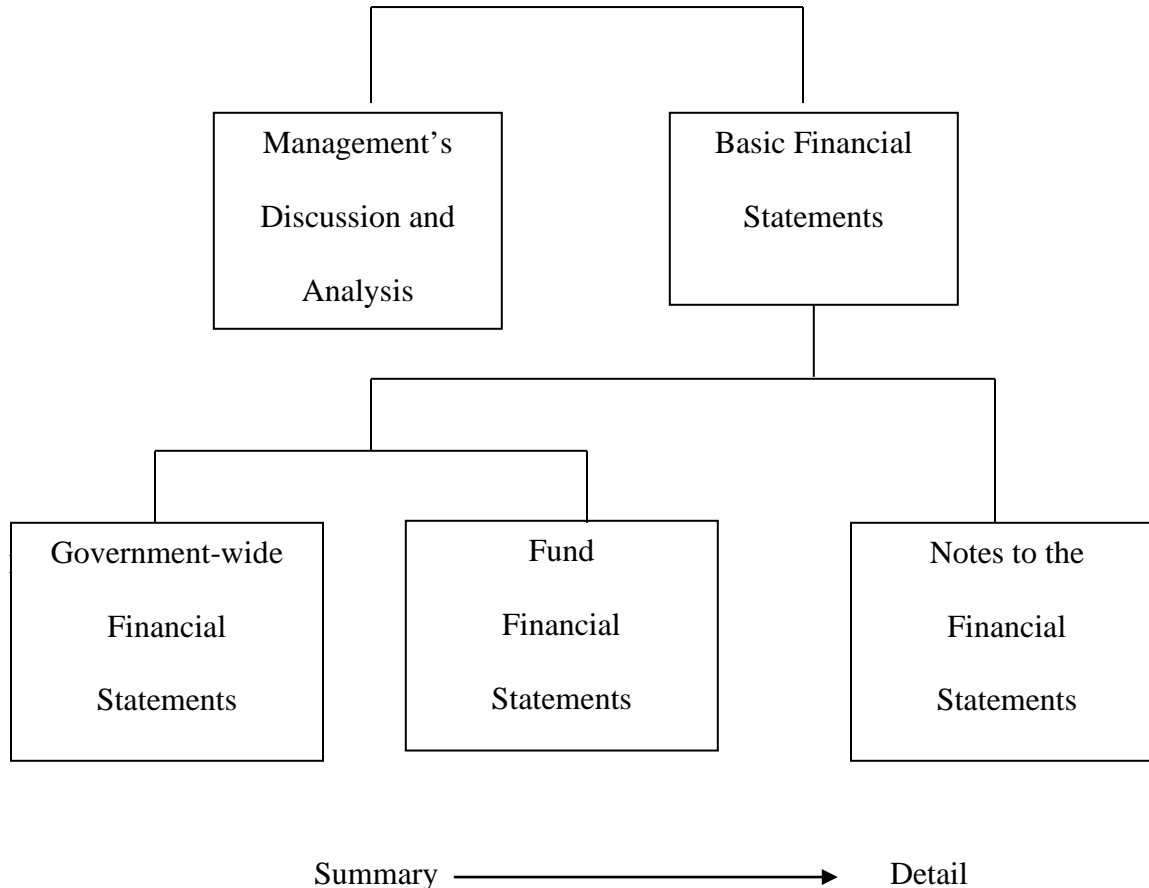 Management’s
Discussion and
Analysis
Basic Financial
Statements
Government-wide
Financial
Statements
Fund
Financial
Statements
Notes to the
Financial
Statements
Summary
Detail